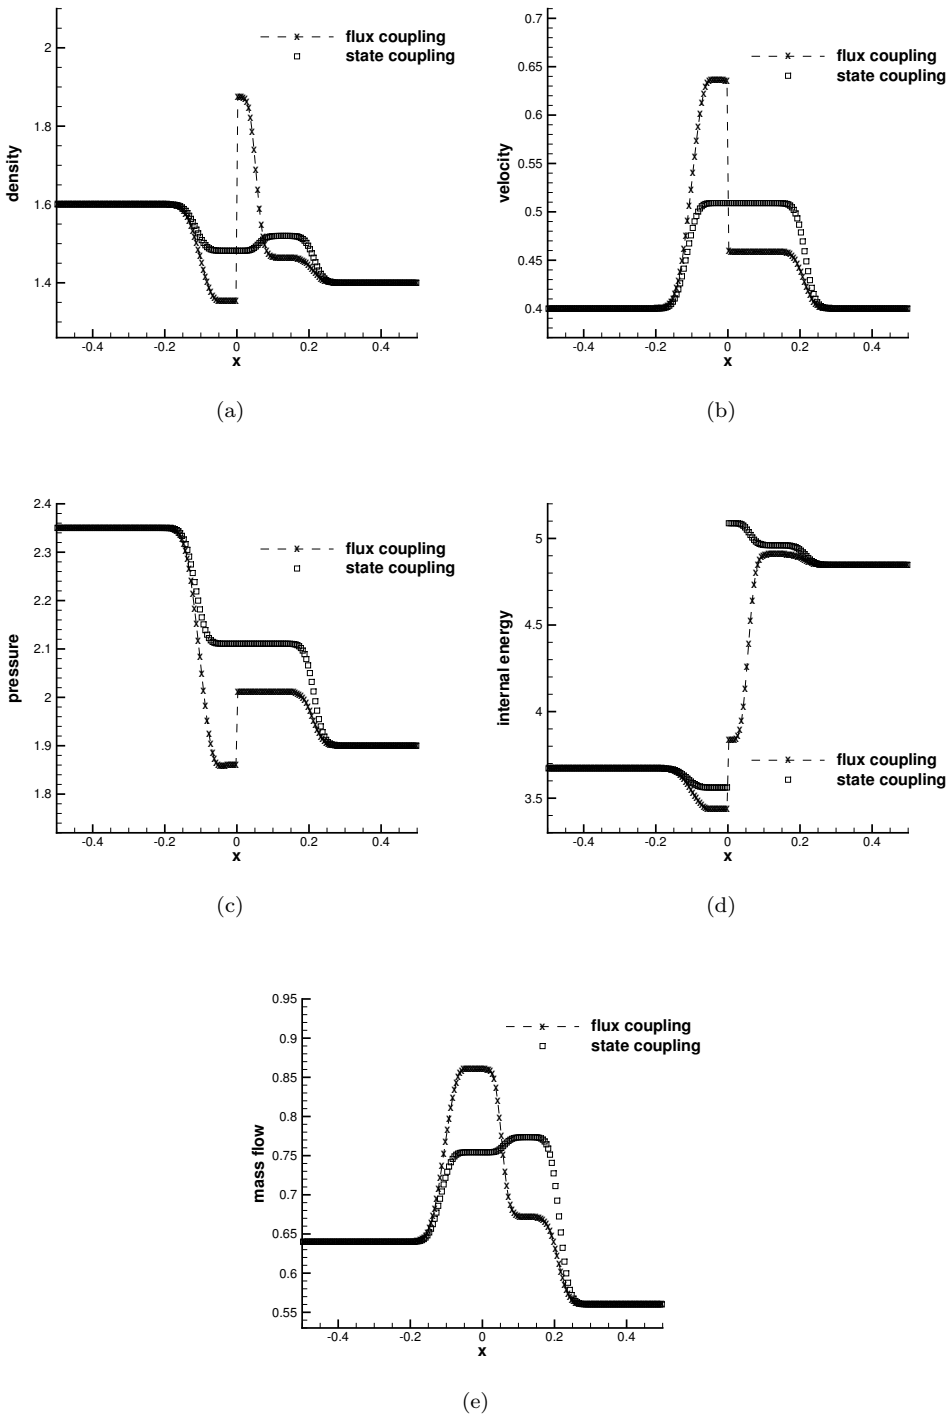 2
1.8
1.6
1.4
density
-0.4 -0.2 0 0.2 0.4
x
flux coupling
state coupling
(a)
0.7
0.65
0.6
0.55
0.5
0.45
0.4
velocity
-0.4 -0.2 0 0.2 0.4
x
flux coupling
state coupling
(b)
2.4
2.3
2.2
2.1
2
1.9
1.8
pressure
-0.4 -0.2 0 0.2 0.4
x
flux coupling
state coupling
(c)
5
4.5
4
3.5
internal energy
-0.4 -0.2 0 0.2 0.4
x
flux coupling
state coupling
(d)
0.95
0.9
0.85
0.8
0.75
0.7
0.65
0.6
0.55
mass flow
-0.4 -0.2 0 0.2 0.4
x
flux coupling
state coupling
(e)